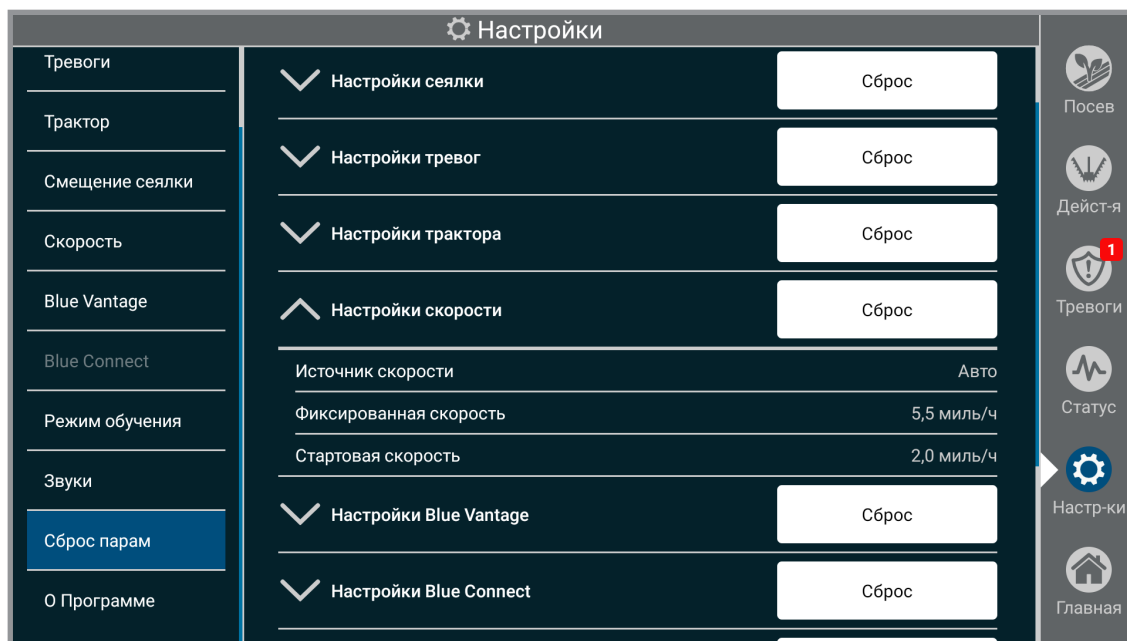 Настройки
Тревоги
Трактор
Смещение сеялки
Скорость
Blue Vantage
Blue Connect
Режим обучения
Звуки
Сброс парам
О Программе
Настройки сеялки Сброс
Настройки тревог Сброс
Настройки трактора Сброс
Настройки скорости Сброс
Источник скорости Авто
Фиксированная скорость 5,5 миль/ч
Стартовая скорость 2,0 миль/ч
Настройки Blue Vantage Сброс
Настройки Blue Connect Сброс
Посев
Дейст-я
1
Тревоги
Статус
Настр-ки
Главная